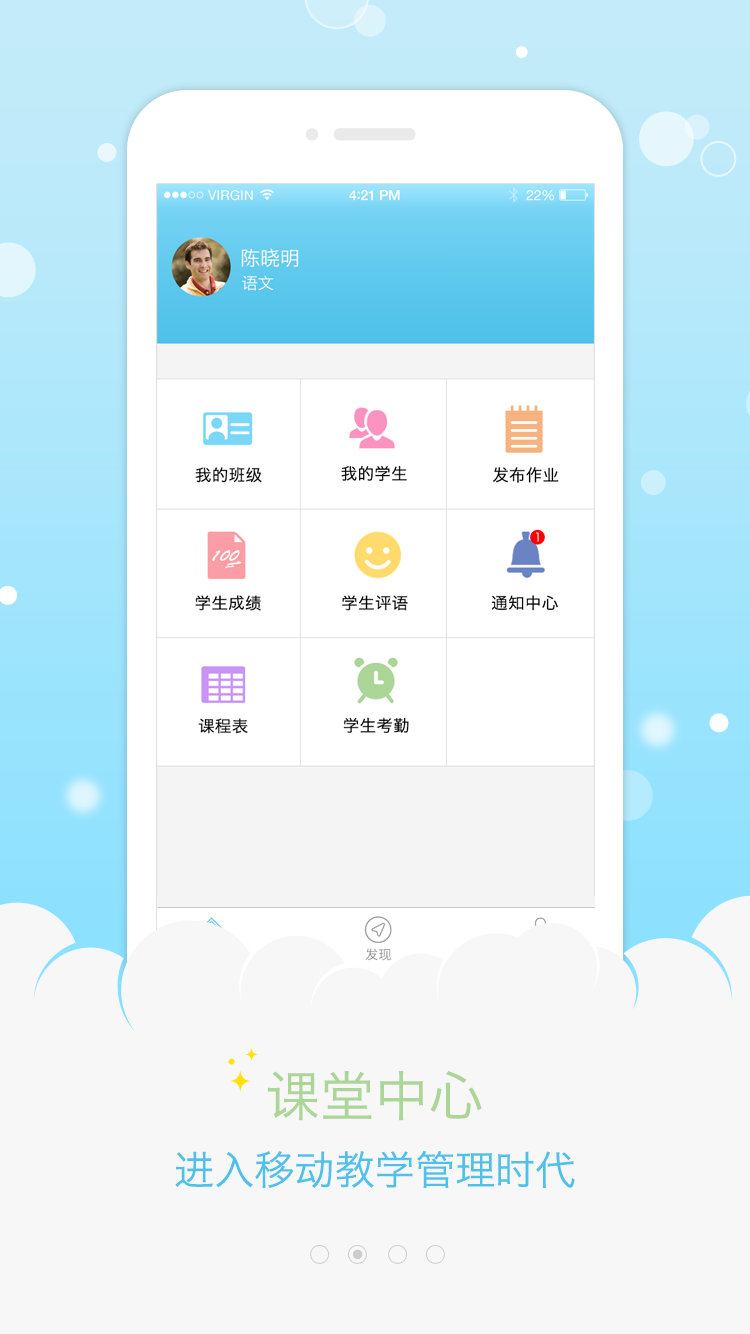 VIRGIN 4:21 PM 22%
陈晓明
语文
我的班级 我的学生 发布作业
100 1
学生成绩 学生评语 通知中心
课程表 学生考勤
发现
课堂中心
进入移动教学管理时代